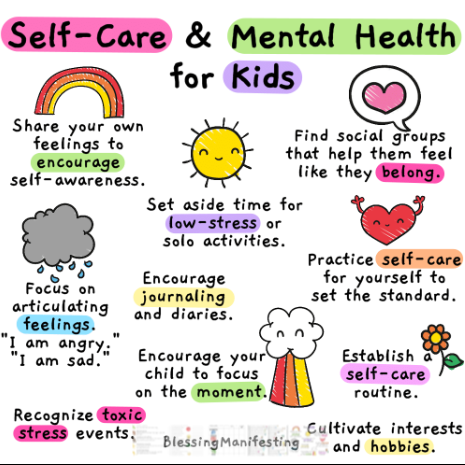 Self-Care & Mental Health
for Kids
Share your own
feelings to
encourage
self-awareness.
Set aside time for
low-stress or
solo activities.
Find social groups
that help them feel
like they belong.
Focus on
articulating
feelings.
"I am angry."
"I am sad."
Encourage
journaling
and diaries.
Practice self-care
for yourself to
set the standard.
Encourage your
child to focus
on the moment.
Establish a
self-care
routine.
Recognize toxic
stress events.
BlessingManifesting
Cultivate interests
and hobbies.